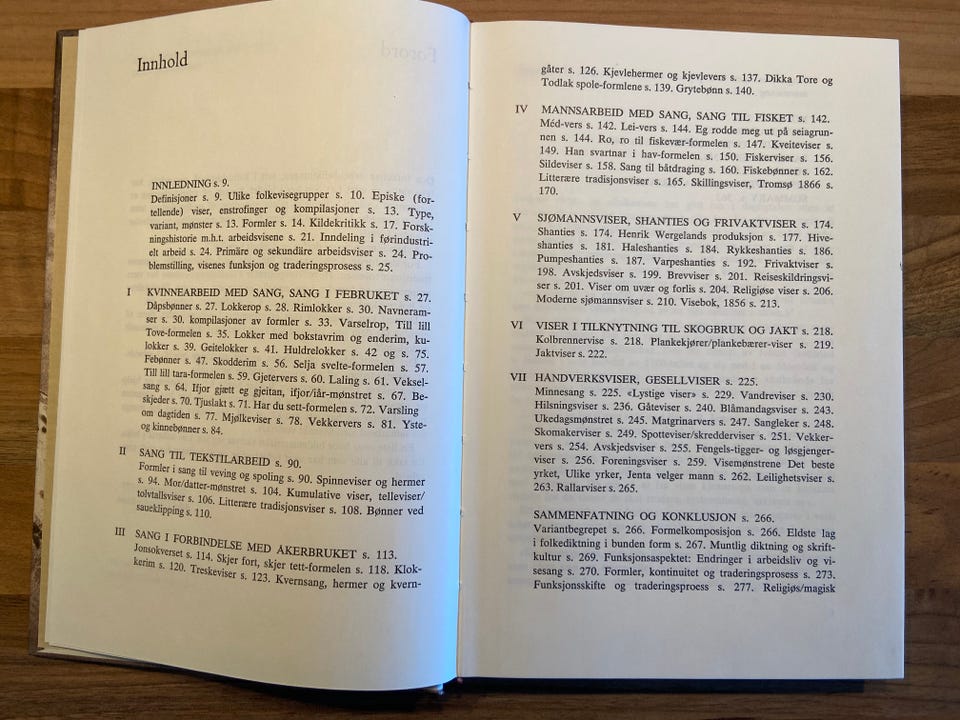 Innhold
INNLEDNING s. 9.
Definisjoner s. 9. Ulike folkevisegrupper s. 10. Episke (for-
tellende) viser, enstrofinger og kompilasjoner s. 13. Type,
variant, mønster s. 13. Formler s. 14. Kildekritikk s. 17. Forsk-
ningshistorie m.h.t. arbeidsvisene s. 21. Inndeling i førindustri-
elt arbeid s. 24. Primäre og sekundäre arbeidsviser s. 24. Pro-
blemstilling, visenes funksjon og traderingsprosess s. 25.
I KVINNEARBEID MED SANG, SANG I FEBRUKET s. 27.
Dåpsbønner s. 27. Lokkerop s. 28. Rimlokker s. 30. Navneram-
ser s. 30. kompilasjoner av formler s. 33. Varselrop, Till lill
Tove-formelen s. 35. Lokker med bokstavrim og enderim, ku-
lokker s. 39. Geitelokker s. 41. Huldrelokker s. 42 og s. 75.
Febønner s. 47. Skodderim s. 56. Selja svelte-formelen s. 57.
Till lill tara-formelen s. 59. Gjetervers s. 60. Laling s. 61. Veksel-
sang s. 64. Ifjor gjætt eg gjeitan, ifjor/iår-mønstret s. 67. Be-
skjeder s. 70. Tjuslakt s. 71. Har du sett-formelen s. 72. Varsling
om dagtiden s. 77. Mjølkeviser s. 78. Vekkervers s. 81. Yste-
og kinnebønner s. 84.
II SANG TIL TEKSTILARBEID s. 90.
Formler i sang til veving og spoling s. 90. Spinneviser og hermer
s. 94. Mor/datter-mønstret s. 104. Kumulative viser, telleviser/
tolvtallsviser s. 106. Litterære tradisjonsviser s. 108. Bønner ved
saueklipping s. 110.
III SANG I FORBINDELSE MED ÅKERBRUKET s. 113.
Jonsokverset s. 114. Skjer fort, skjer tett-formelen s. 118. Klok-
kerim s. 120. Treskeviser s. 123. Kvernsang, hermer og kvern-
gåter s. 126. Kjevlehermer og kjevlevers s. 137. Dikka Tore og
Todlak spole-formlene s. 139. Grytebønn s. 140.
IV MANNSARBEID MED SANG, SANG TIL FISKET s. 142.
Méd-vers s. 142. Lei-vers s. 144. Eg rodde meg ut på seiagrun-
nen s. 144. Ro, ro til fiskevær-formelen s. 147. Kveiteviser s.
149. Han svartnar i hav-formelen s. 150. Fiskerviser s. 156.
Sildeviser s. 158. Sang til båtdraging s. 160. Fiskebønner s. 162.
Litterære tradisjonsviser s. 165. Skillingsviser, Tromsø 1866 s.
170.
V SJØMANNSVISER, SHANTIES OG FRIVAKTVISER s. 174.
Shanties s. 174. Henrik Wergelands produksjon s. 177. Hive-
shanties s. 181. Haleshanties s. 184. Rykkeshanties s. 186.
Pumpeshanties s. 187. Varpeshanties s. 192. Frivaktviser s.
198. Avskjedsviser s. 199. Brevviser s. 201. Reiseskildringsvi-
ser s. 201. Viser om uvær og forlis s. 204. Religiøse viser s. 206.
Moderne sjømannsviser s. 210. Visebok, 1856 s. 213.
VI VISER I TILKNYTNING TIL SKOGBRUK OG JAKT s. 218.
Kolbrennervise s. 218. Plankekjører/plankebærer-viser s. 219.
Jaktviser s. 222.
VII HANDVERKSVISER, GESELLVISER s. 225.
Minnesang s. 225. «Lystige viser» s. 229. Vandreviser s. 230.
Hilsningsviser s. 236. Gåteviser s. 240. Blåmandagsviser s. 243.
Ukedagsmønstret s. 245. Matgrinarvers s. 247. Sangleker s. 248.
Skomakerviser s. 249. Spotteviser/skredderviser s. 251. Vekker-
vers s. 254. Avskjedsviser s. 255. Fengels-tigger- og løsgjenger-
viser s. 256. Foreningsviser s. 259. Visemønstrene Det beste
yrket, Ulike yrker, Jenta velger mann s. 262. Leilighetsviser s.
263. Rallarviser s. 265.
SAMMENFATNING OG KONKLUSJON s. 266.
Variantbegrepet s. 266. Formelkomposisjon s. 266. Eldste lag
i folkediktning i bunden form s. 267. Muntlig diktning og skrift-
kultur s. 269. Funksjonsaspektet: Endringer i arbeidsliv og vi-
sesang s. 270. Formler, kontinuitet og traderingsprosess s. 273.
Funksjonsskifte og traderingsproess s. 277. Religiøs/magisk